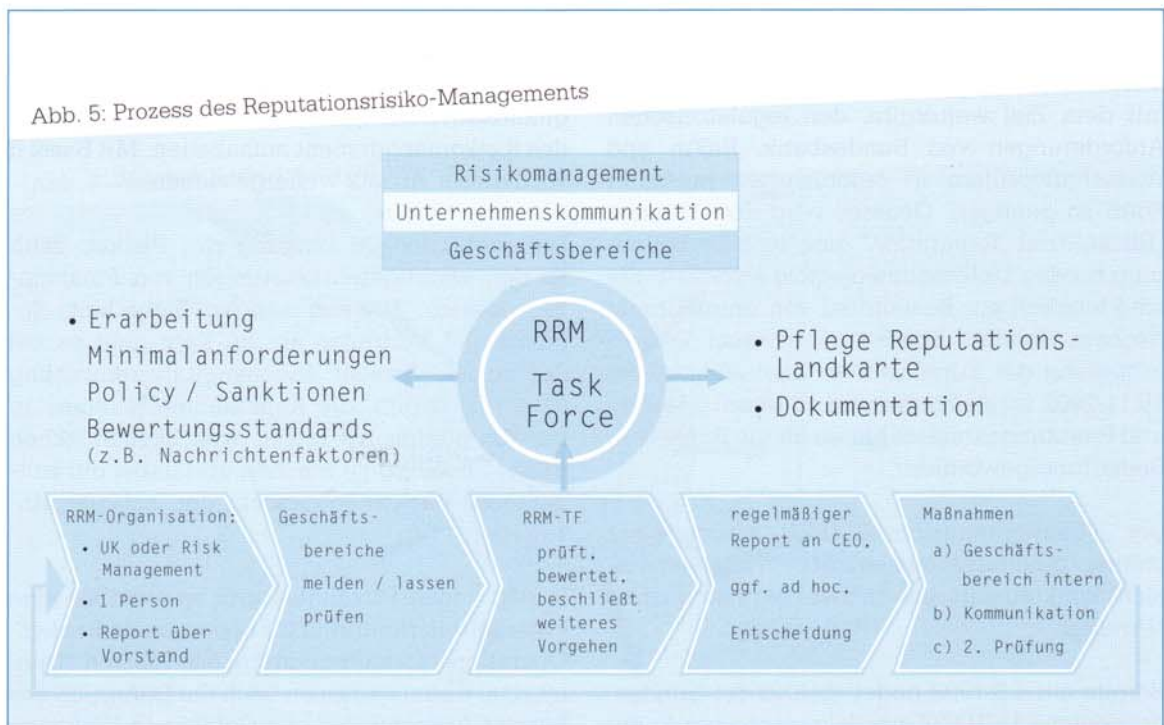 Abb. 5: Prozess des Reputationsrisiko-Managements
Risikomanagement
Unternehmenskommunikation
Geschäftsbereiche
• Erarbeitung
Minimalanforderungen
Policy / Sanktionen
Bewertungsstandards
(z.B. Nachrichtenfaktoren)
RRM
Task
Force
• Pflege Reputations-
Landkarte
• Dokumentation
RRM-Organisation:
• UK oder Risk
Management
• 1 Person
• Report über
Vorstand
Geschäfts-
bereiche
melden / lassen
prüfen
RRM-TF
prüft.
bewertet.
beschließt
weiteres
Vorgehen
regelmäßiger
Report an CEO.
ggf. ad hoc.
Entscheidung
Maßnahmen
a) Geschäfts-
bereich intern
b) Kommunikation
c) 2. Prüfung